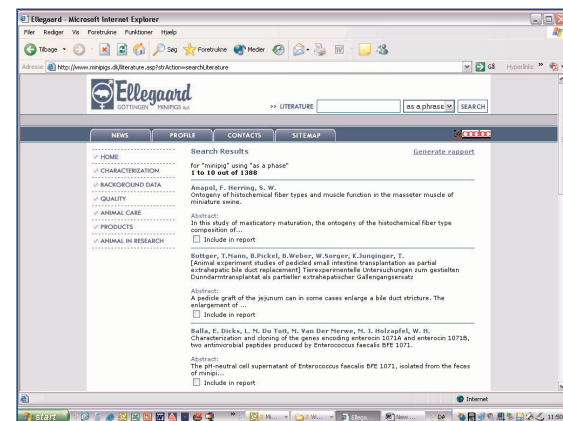 Ellegaard - Microsoft Internet Explorer
Filer Rediger Vis Foretrukne Funktioner Hjælp
Tilbage Søg Foretrukne Medier
Adresse http://www.minipigs.dk/literature.asp?strAction=searchLiterature Gå Hyperlinks »
Ellegaard
GÖTTINGEN MINIPIGS ApS
>> LITERATURE as a phrase SEARCH
NEWS PROFILE CONTACTS SITEMAP
HOME
CHARACTERIZATION
BACKGROUND DATA
QUALITY
ANIMAL CARE
PRODUCTS
ANIMAL IN RESEARCH
Search Results Generate rapport
for "minipig" using "as a phrase"
1 to 10 out of 1388
Anapol, F. Herring, S. W.
Ontogeny of histochemical fiber types and muscle function in the masseter muscle of
miniature swine.
Abstract:
In this study of masticatory maturation, the ontogeny of the histochemical fiber type
composition of...
Include in report
Bottger, T,Mann, B.Pickel, B.Weber, W.Sarger, K.Junginger, T.
[Animal experiment studies of pedicled small intestine transplantation as partial
extrahepatic bile duct replacement] Tierexperimentelle Untersuchungen zum gestielten
Dunndarmtransplantat als partieller extrahepatischer Gallengangsersatz
Abstract:
A pedicle graft of the jejunum can in some cases enlarge a bile duct stricture. The
enlargement of ...
Include in report
Balla, E. Dicks, L. M. Du Toit, M. Van Der Merwe, M. J. Holzapfel, W. H.
Characterization and cloning of the genes encoding enterocin 1071A and enterocin 1071B,
two antimicrobial peptides produced by Enterococcus faecalis BFE 1071.
Abstract:
The pH-neutral cell supernatant of Enterococcus faecalis BFE 1071, isolated from the feces
of minipi...
Include in report
Internet
start 2 Mi... 2 W... Ellega... New ... DA 11:50